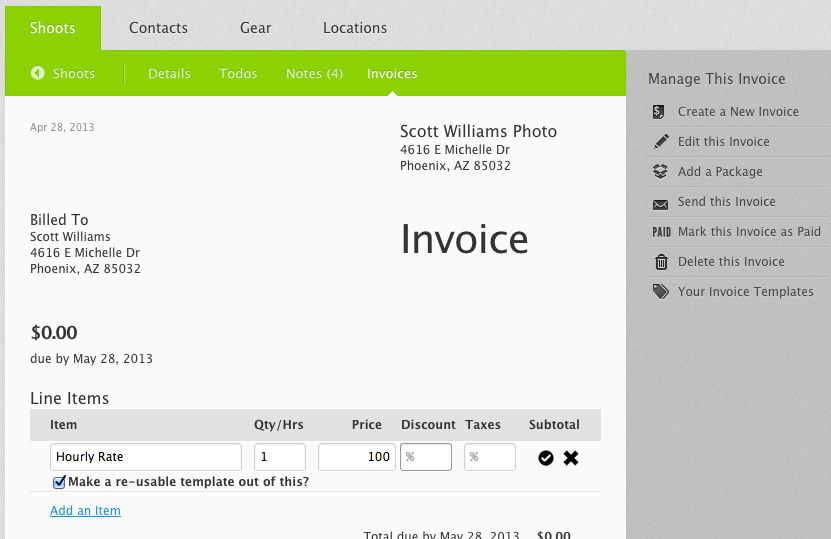 Shoots Contacts Gear Locations
Shoots Details Todos Notes (4) Invoices
Apr 28, 2013
Scott Williams Photo
4616 E Michelle Dr
Phoenix, AZ 85032
Billed To
Scott Williams
4616 E Michelle Dr
Phoenix, AZ 85032
Invoice
$0.00
due by May 28, 2013
Line Items
Item Qty/Hrs Price Discount Taxes Subtotal
Hourly Rate 1 100 % %
Make a re-usable template out of this?
Add an Item
Total due by May 28, 2013 $0.00
Manage This Invoice
$ Create a New Invoice
Edit this Invoice
Add a Package
Send this Invoice
PAID Mark this Invoice as Paid
Delete this Invoice
Your Invoice Templates